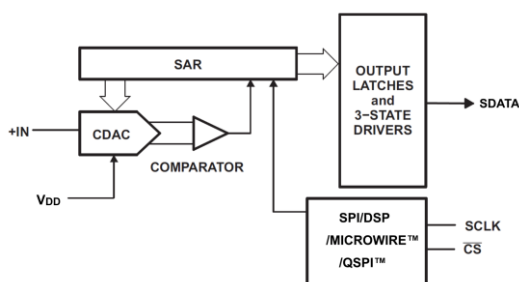 SAR
OUTPUT
LATCHES
and
3−STATE
DRIVERS
SDATA
+IN
CDAC
COMPARATOR
VDD
SPI/DSP
/MICROWIRE™
/QSPI™
SCLK
CS